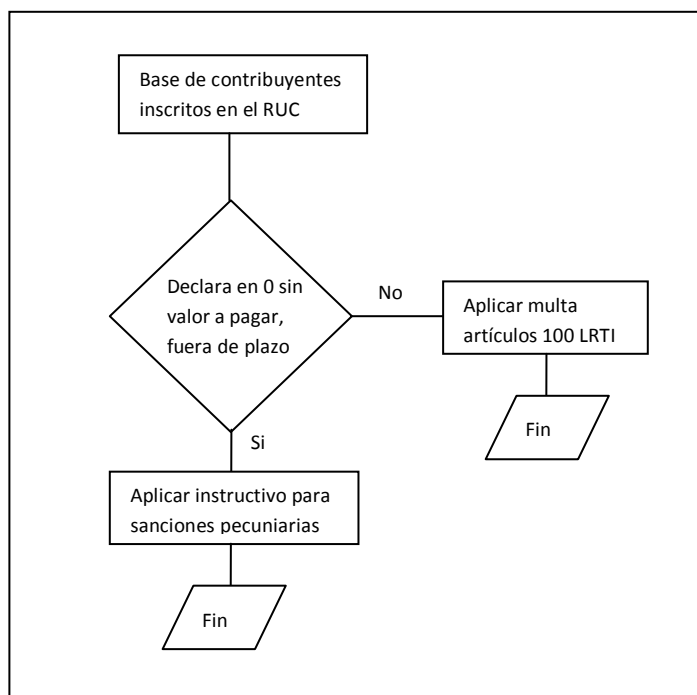 Base de contribuyentes
inscritos en el RUC
Declara en 0 sin
valor a pagar,
fuera de plazo
No
Aplicar multa
artículos 100 LRTI
Fin
Si
Aplicar instructivo para
sanciones pecuniarias
Fin